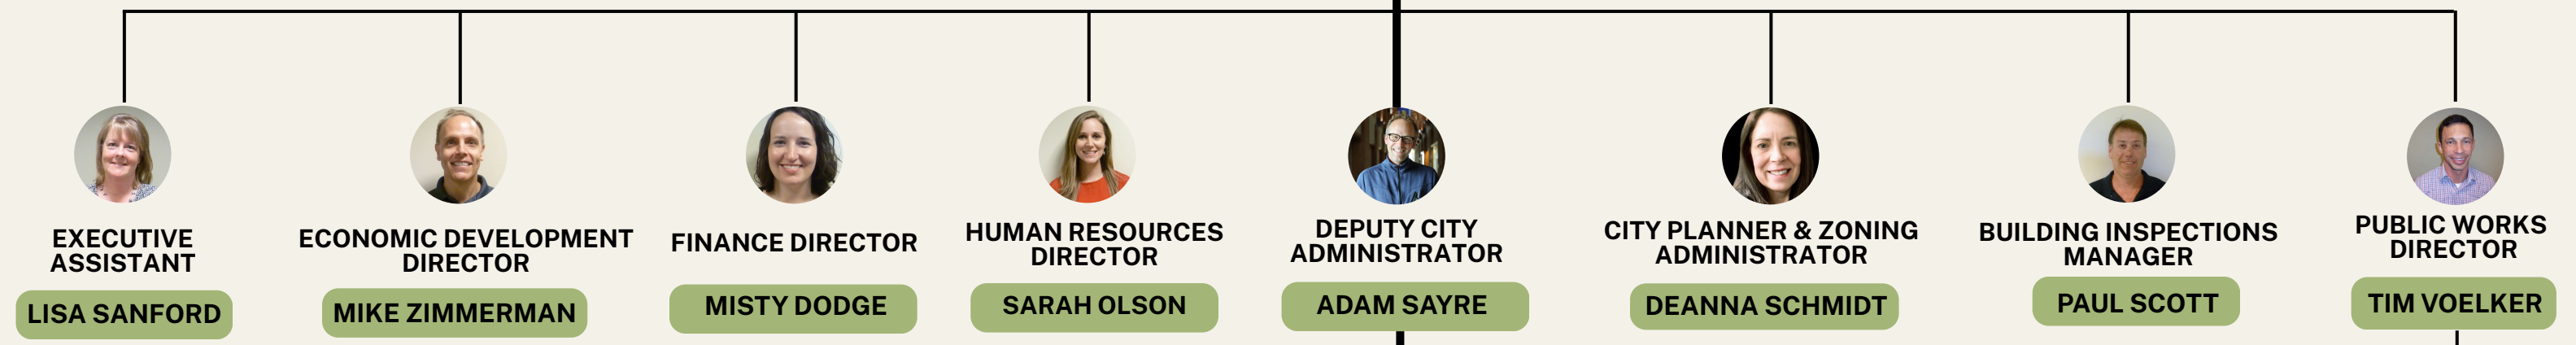 EXECUTIVE
ASSISTANT
LISA SANFORD
ECONOMIC DEVELOPMENT
DIRECTOR
MIKE ZIMMERMAN
FINANCE DIRECTOR
MISTY DODGE
HUMAN RESOURCES
DIRECTOR
SARAH OLSON
DEPUTY CITY
ADMINISTRATOR
ADAM SAYRE
CITY PLANNER & ZONING
ADMINISTRATOR
DEANNA SCHMIDT
BUILDING INSPECTIONS
MANAGER
PAUL SCOTT
PUBLIC WORKS
DIRECTOR
TIM VOELKER